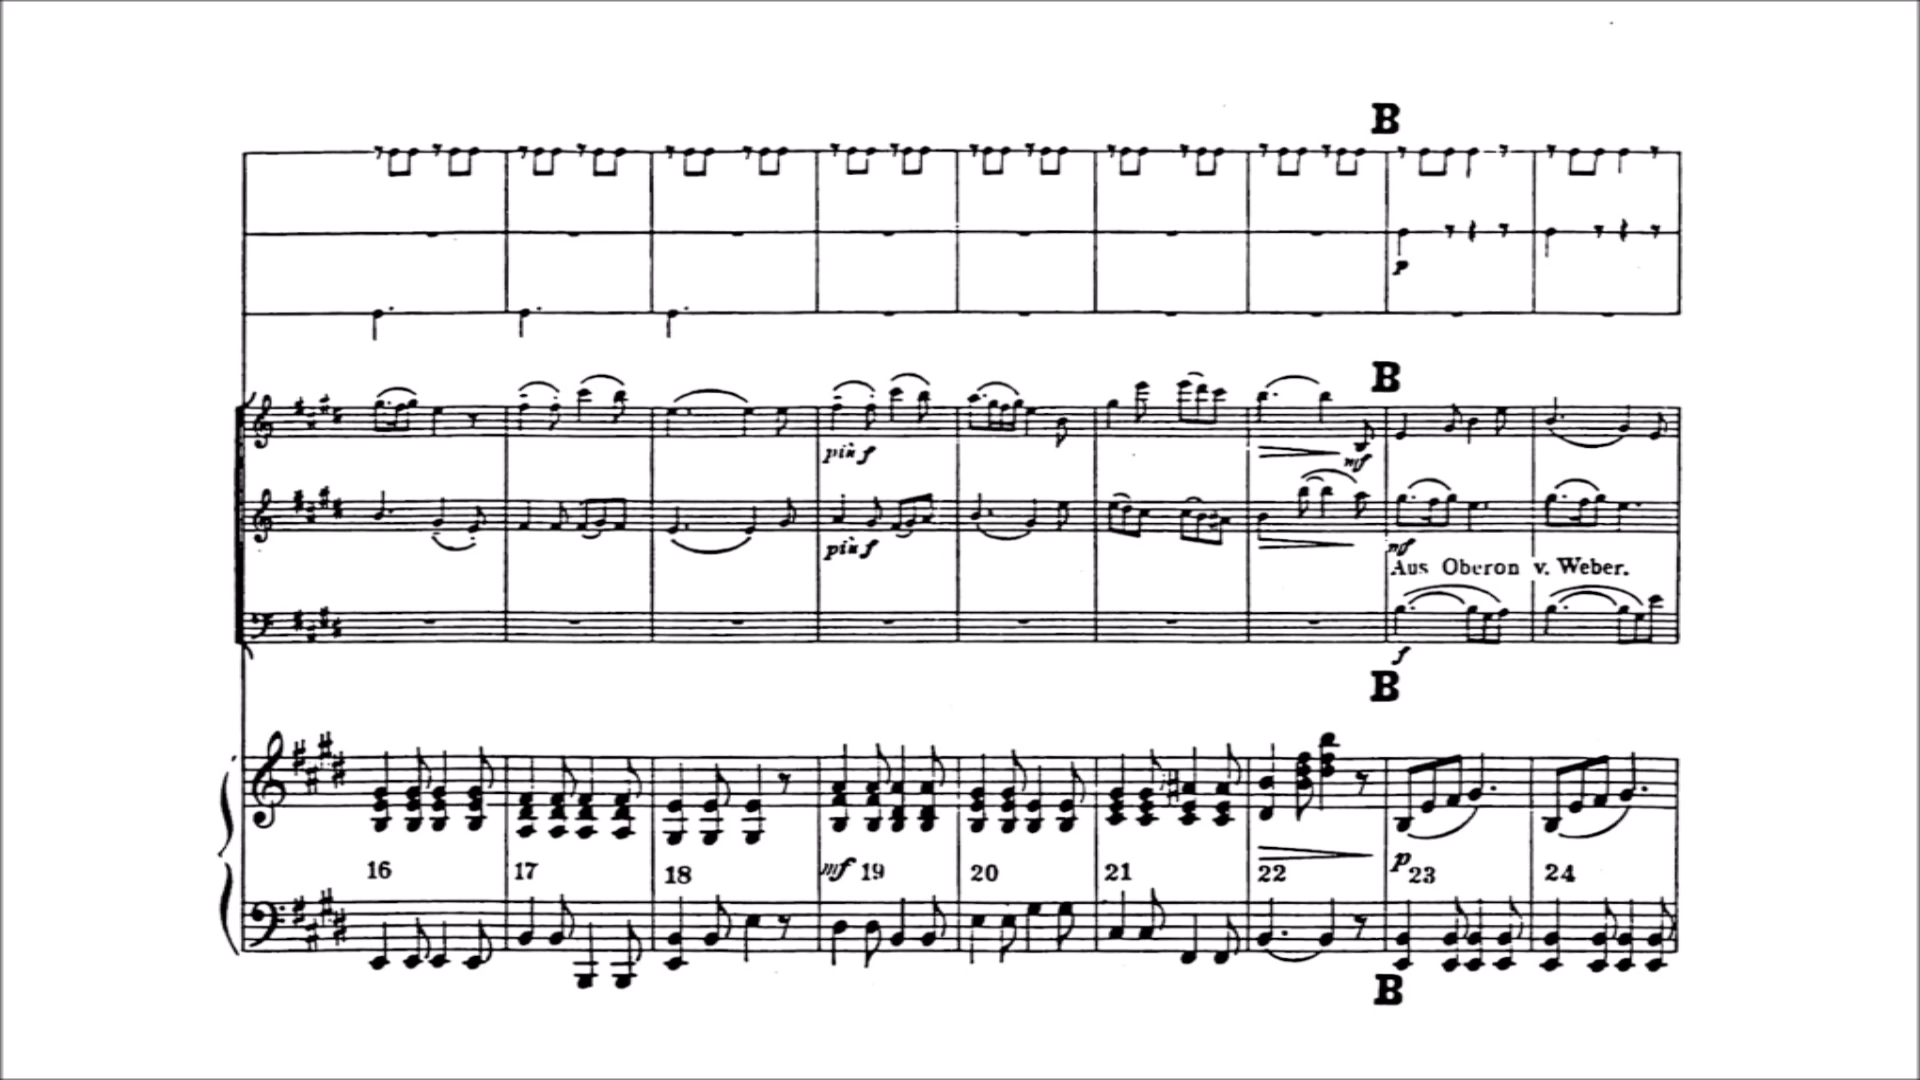 B
B
più f
mf
più f
p
mf
Aus Oberon v. Weber.
f
B
16 17 18 mf 19 20 21 22 p 23 24
B